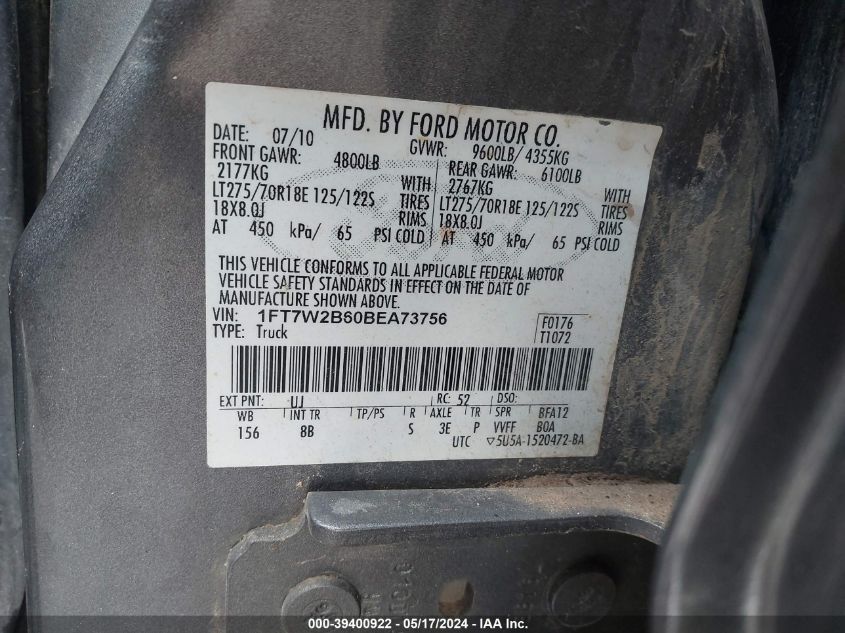 MFD. BY FORD MOTOR CO.
DATE: 07/10 GVWR: 9600LB/ 4355KG
FRONT GAWR: 4800LB REAR GAWR: 6100LB
2177KG WITH 2767KG WITH
LT275/70R18E 125/122S TIRES LT275/70R18E 125/122S TIRES
18X8.0J RIMS 18X8.0J RIMS
AT 450 kPa/ 65 PSI COLD AT 450 kPa/ 65 PSI COLD
THIS VEHICLE CONFORMS TO ALL APPLICABLE FEDERAL MOTOR
VEHICLE SAFETY STANDARDS IN EFFECT ON THE DATE OF
MANUFACTURE SHOWN ABOVE.
VIN: 1FT7W2B60BEA73756 F0176
TYPE: Truck T1072
EXT PNT: UJ RC: 52 DSO:
WB INT TR TP/PS R AXLE TR SPR BFA12
156 8B S 3E P VVFF BOA
UTC ▽5U5A-1520472-BA
000-39400922 - 05/17/2024 - IAA Inc.